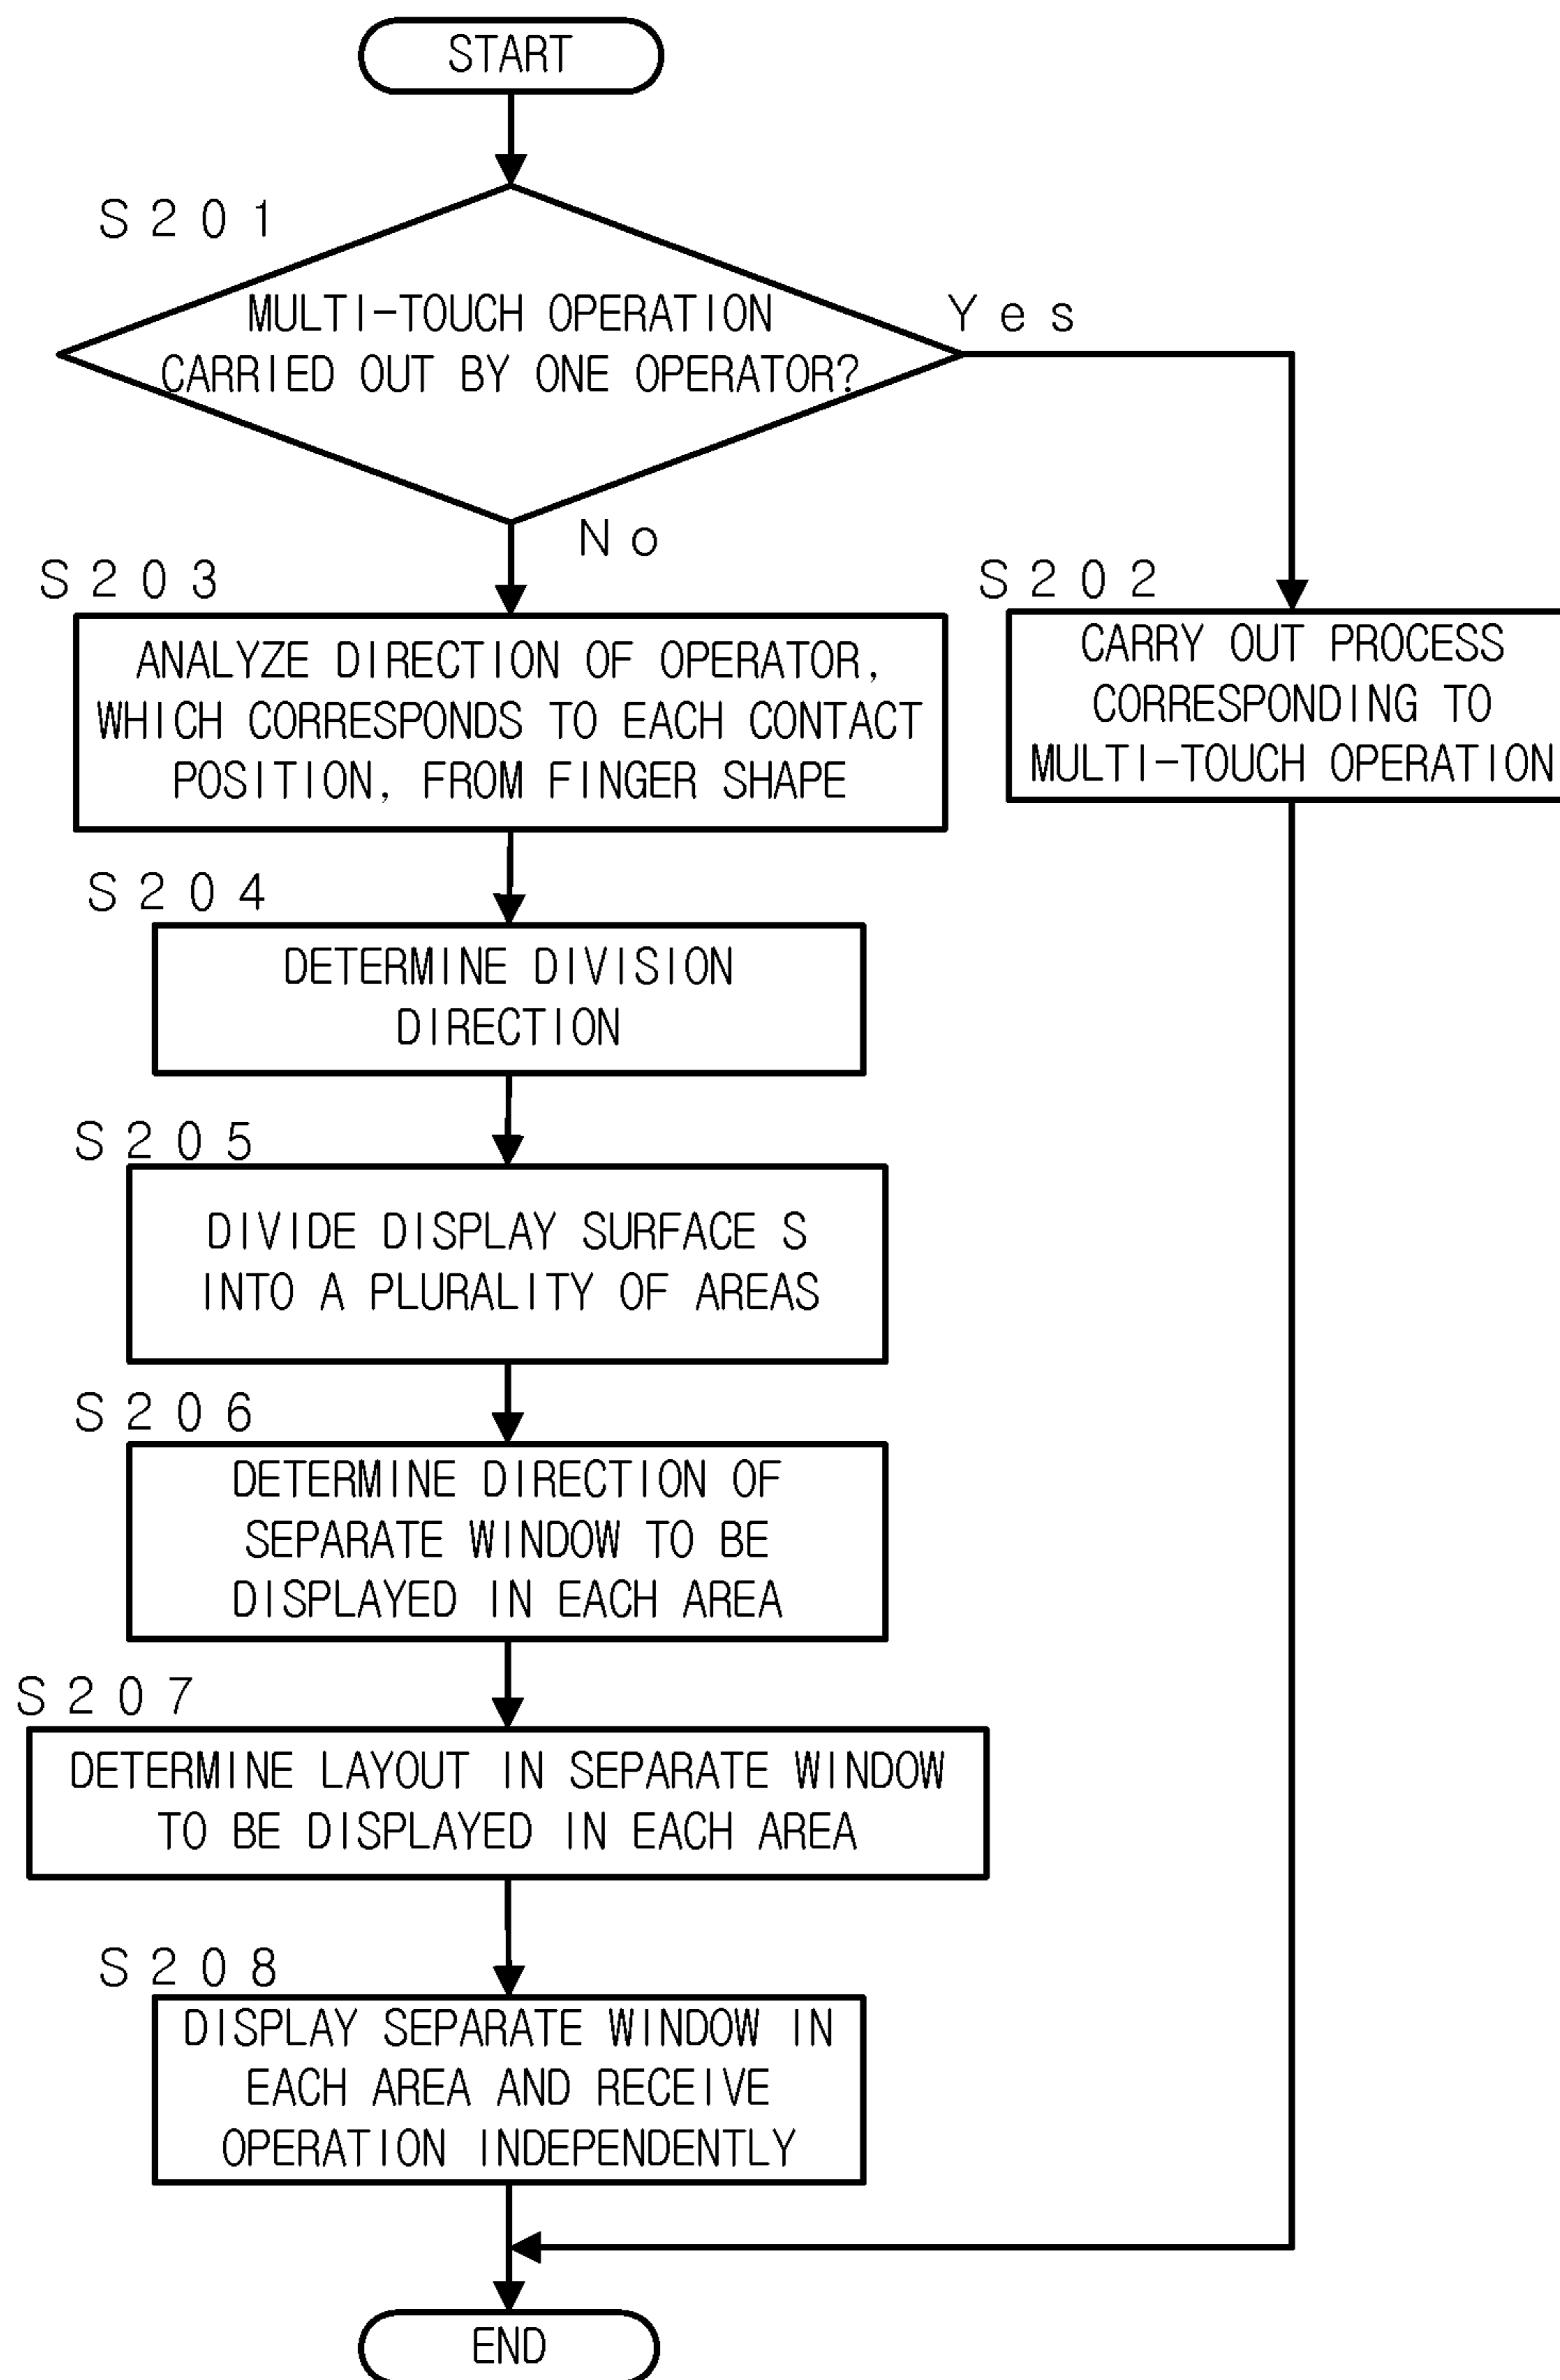 START
S201
MULTI-TOUCH OPERATION
CARRIED OUT BY ONE OPERATOR?
Yes
No
S203
ANALYZE DIRECTION OF OPERATOR,
WHICH CORRESPONDS TO EACH CONTACT
POSITION, FROM FINGER SHAPE
S202
CARRY OUT PROCESS
CORRESPONDING TO
MULTI-TOUCH OPERATION
S204
DETERMINE DIVISION
DIRECTION
S205
DIVIDE DISPLAY SURFACE S
INTO A PLURALITY OF AREAS
S206
DETERMINE DIRECTION OF
SEPARATE WINDOW TO BE
DISPLAYED IN EACH AREA
S207
DETERMINE LAYOUT IN SEPARATE WINDOW
TO BE DISPLAYED IN EACH AREA
S208
DISPLAY SEPARATE WINDOW IN
EACH AREA AND RECEIVE
OPERATION INDEPENDENTLY
END